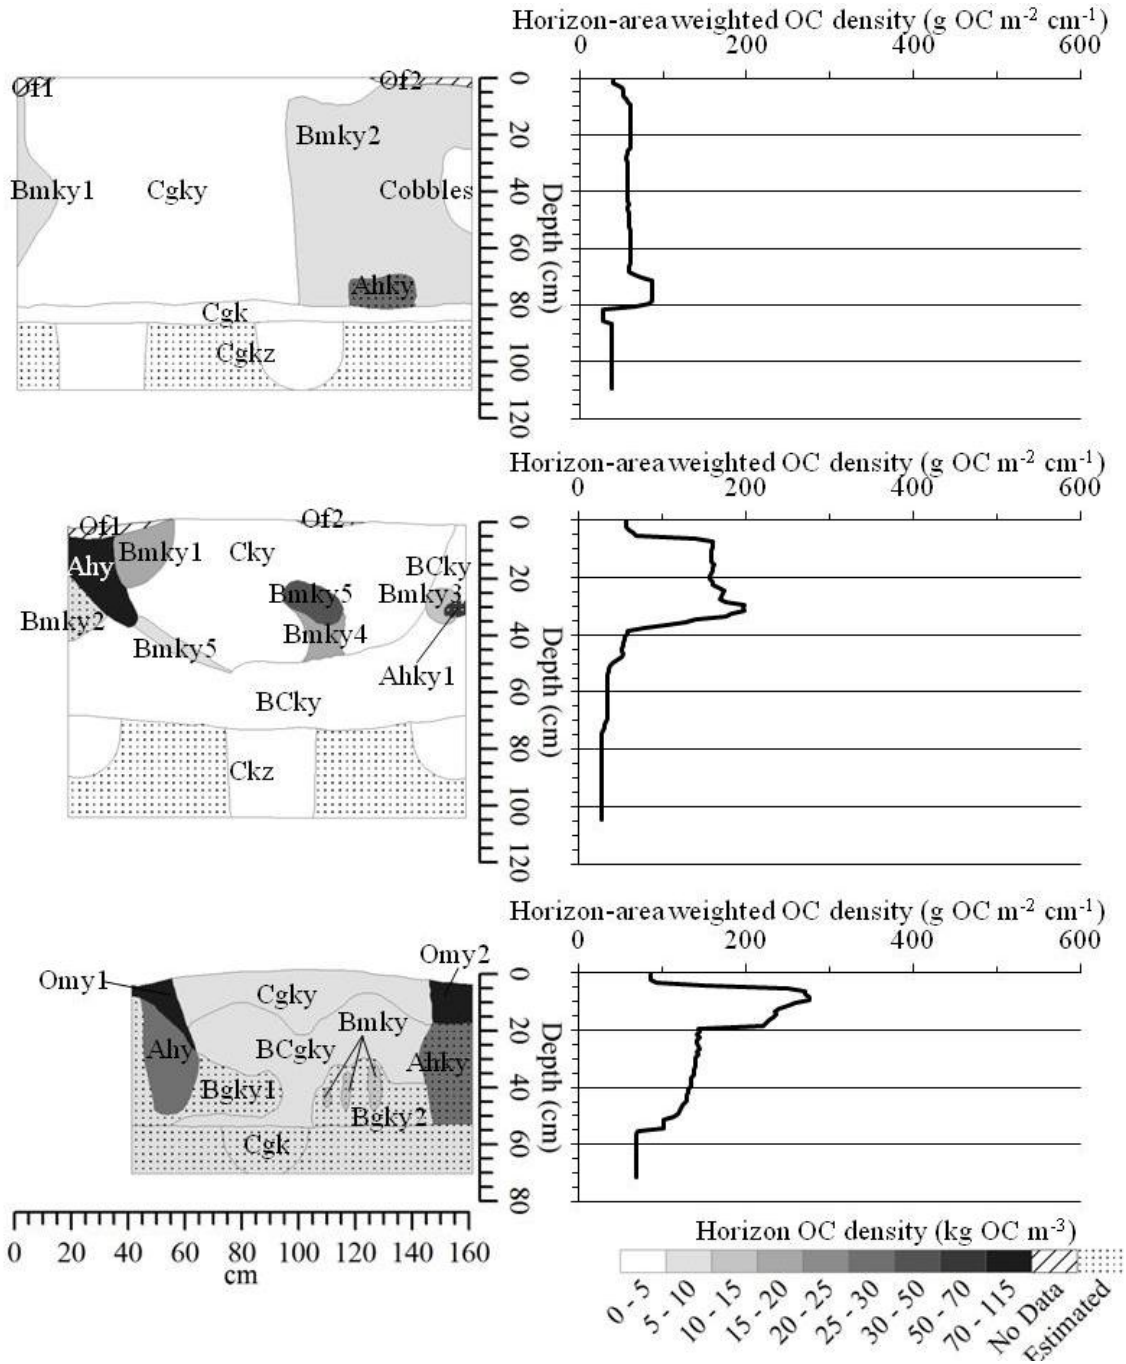 Horizon-area weighted OC density (g OC m-2 cm-1)
0 200 400 600
Of1 Of2
Bmky2
Bmky1 Cgky Cobbles
Ahky
Cgk
Cgkz
0 20 40 60 80 100 120
Depth (cm)
Horizon-area weighted OC density (g OC m-2 cm-1)
0 200 400 600
Of1 Of2
Bmky1 Cky
Ahy BCky
Bmky5 Bmky3
Bmky2 Bmky4
Bmky5
Ahky1
BCky
Ckz
0 20 40 60 80 100 120
Depth (cm)
Horizon-area weighted OC density (g OC m-2 cm-1)
0 200 400 600
Omy2
Omy1
Cgky
Bmky
Ahy BCgky Ahky
Bgky1
Bgky2
Cgk
0 20 40 60 80
Depth (cm)
0 20 40 60 80 100 120 140 160
cm
Horizon OC density (kg OC m-3)
0 - 5
5 - 10
10 - 15
15 - 20
20 - 25
25 - 30
30 - 50
50 - 70
70 - 115
No Data
Estimated